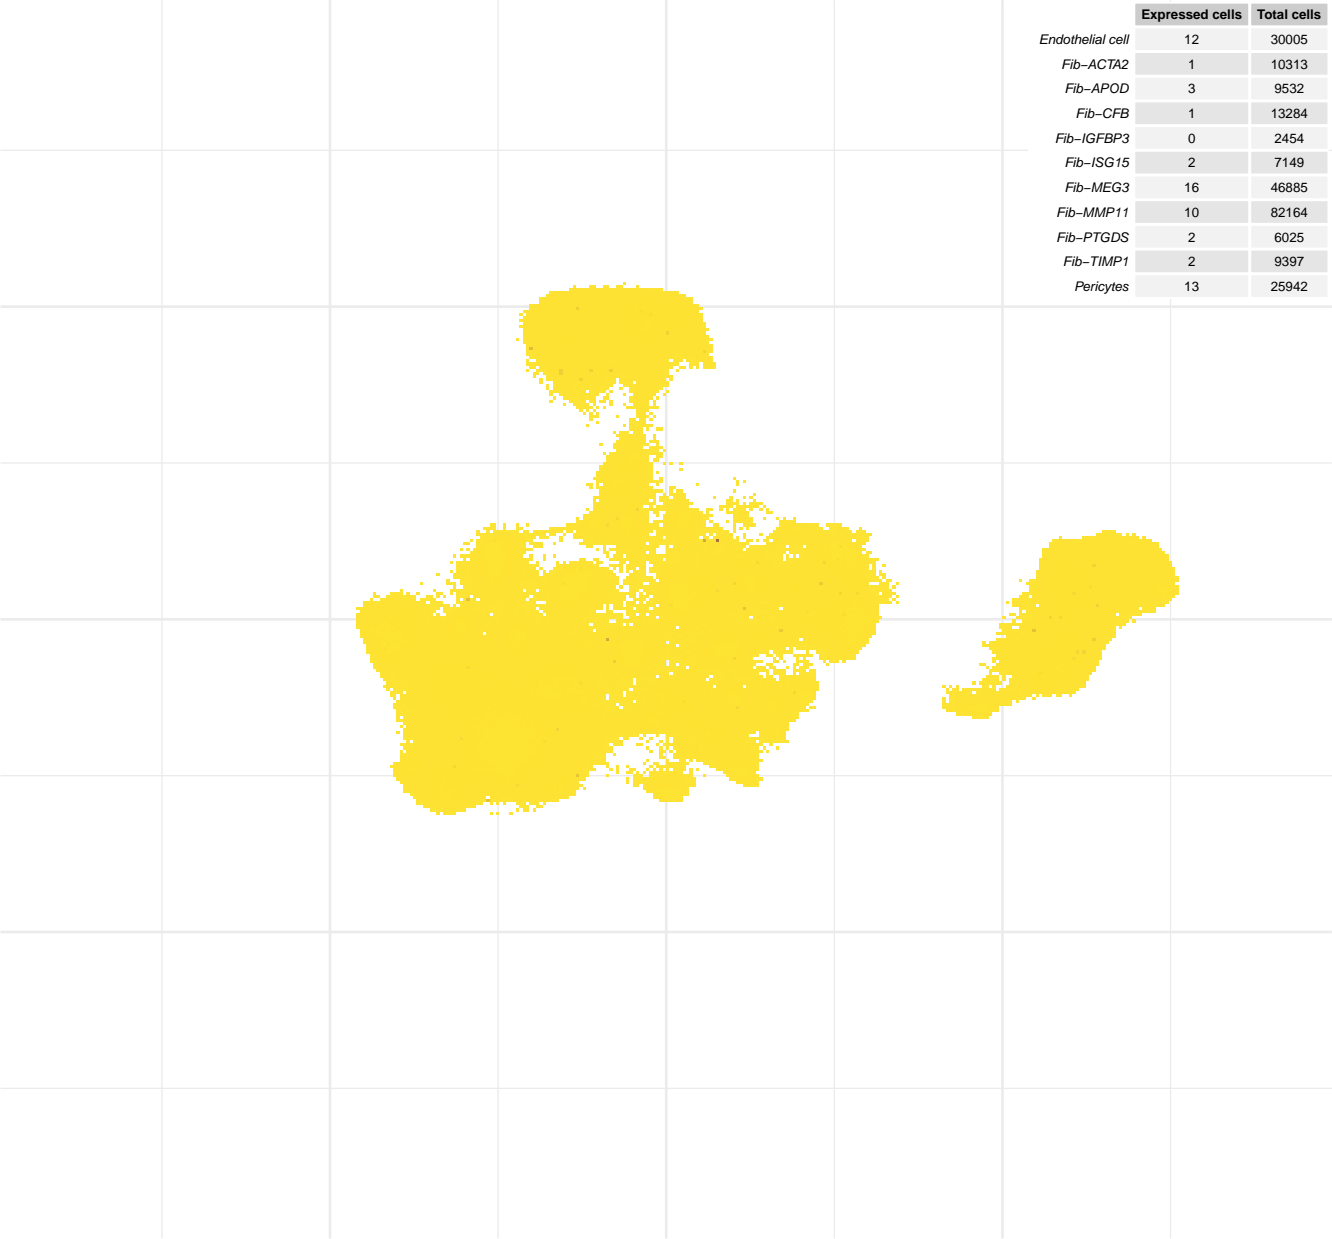 Expressed cells Total cells
Endothelial cell 12 30005
Fib−ACTA2 1 10313
Fib−APOD 3 9532
Fib−CFB 1 13284
Fib−IGFBP3 0 2454
Fib−ISG15 2 7149
Fib−MEG3 16 46885
Fib−MMP11 10 82164
Fib−PTGDS 2 6025
Fib−TIMP1 2 9397
Pericytes 13 25942